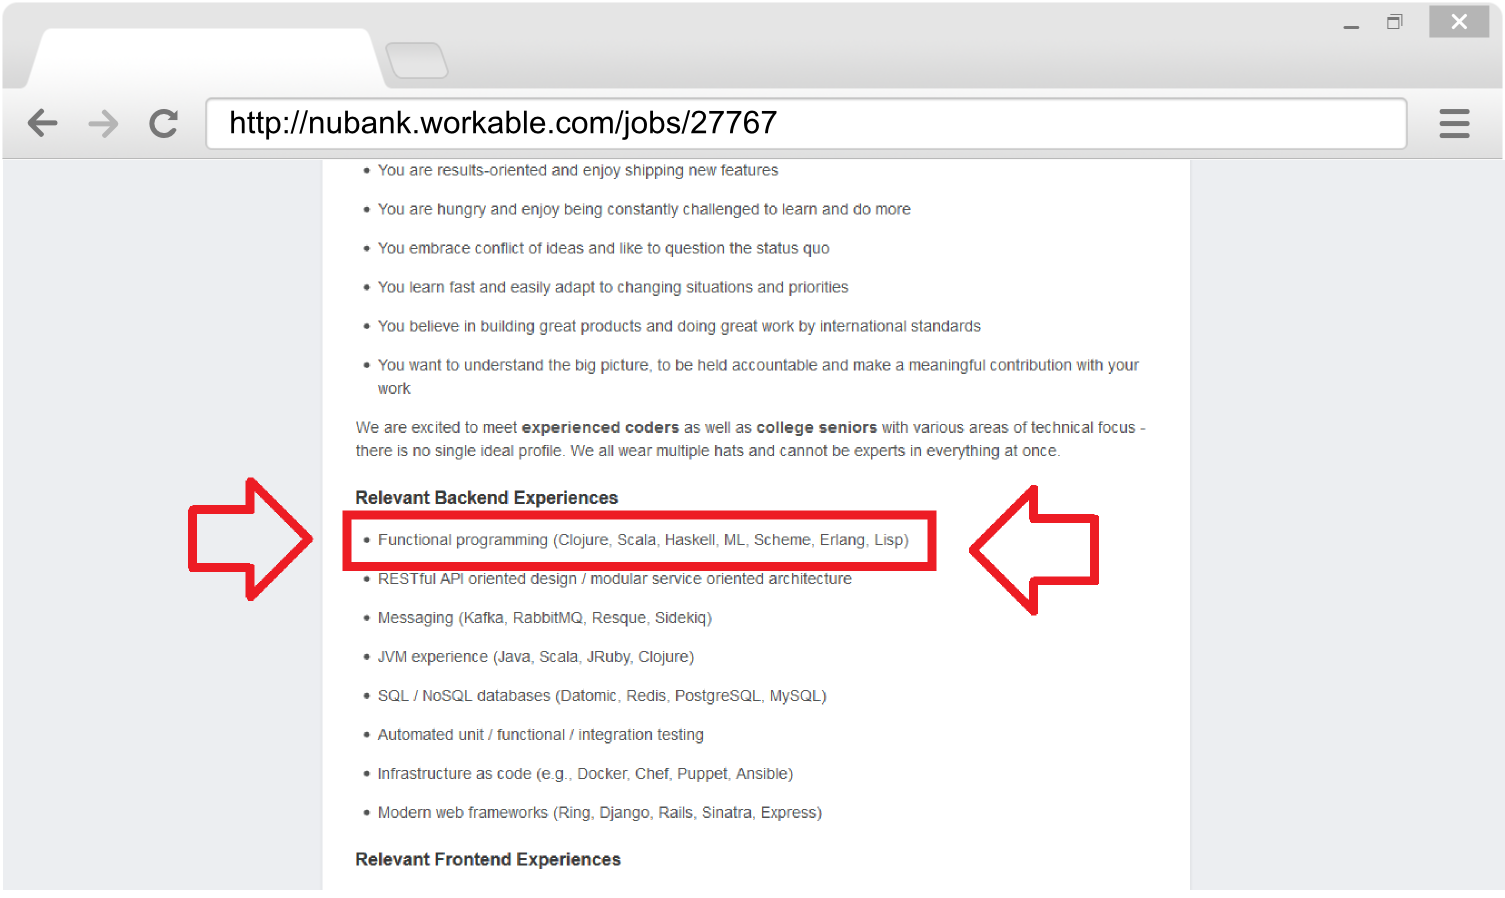 http://nubank.workable.com/jobs/27767
• You are results-oriented and enjoy shipping new features
• You are hungry and enjoy being constantly challenged to learn and do more
• You embrace conflict of ideas and like to question the status quo
• You learn fast and easily adapt to changing situations and priorities
• You believe in building great products and doing great work by international standards
• You want to understand the big picture, to be held accountable and make a meaningful contribution with your
work
We are excited to meet experienced coders as well as college seniors with various areas of technical focus -
there is no single ideal profile. We all wear multiple hats and cannot be experts in everything at once.
Relevant Backend Experiences
• Functional programming (Clojure, Scala, Haskell, ML, Scheme, Erlang, Lisp)
• RESTful API oriented design / modular service oriented architecture
• Messaging (Kafka, RabbitMQ, Resque, Sidekiq)
• JVM experience (Java, Scala, JRuby, Clojure)
• SQL / NoSQL databases (Datomic, Redis, PostgreSQL, MySQL)
• Automated unit / functional / integration testing
• Infrastructure as code (e.g., Docker, Chef, Puppet, Ansible)
• Modern web frameworks (Ring, Django, Rails, Sinatra, Express)
Relevant Frontend Experiences